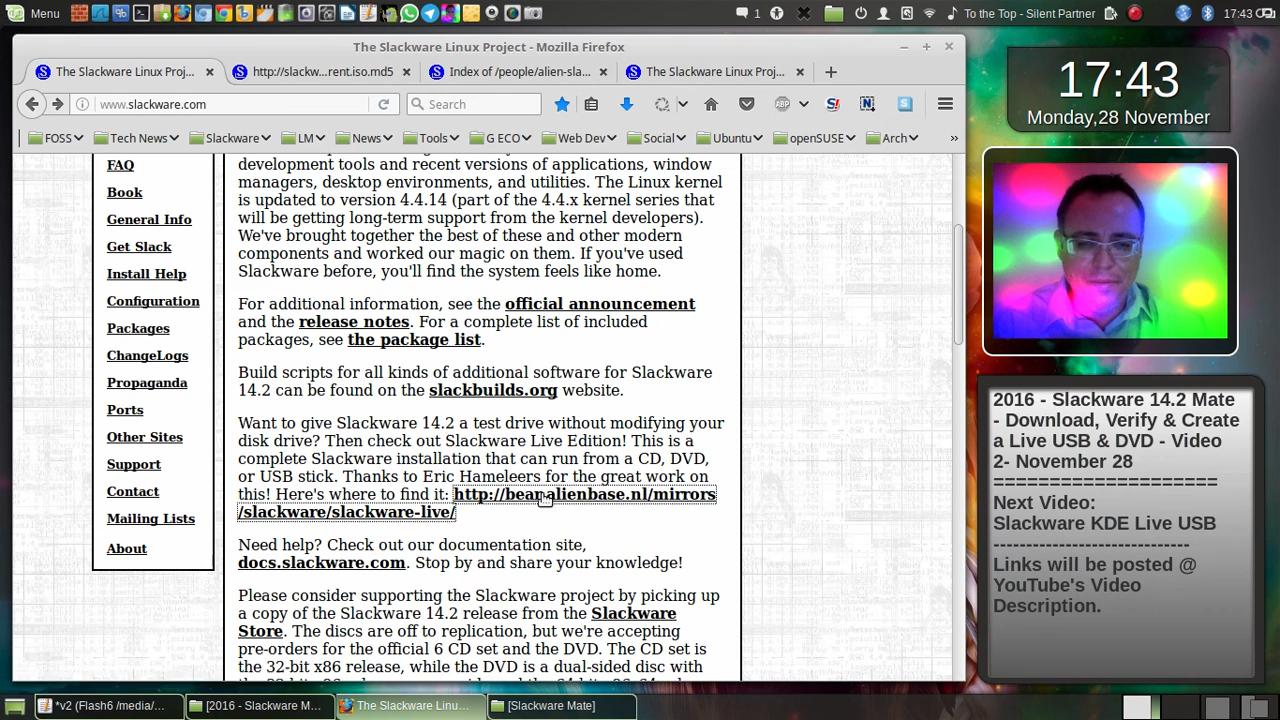 Menu
1
To the Top - Silent Partner
17:43
The Slackware Linux Project - Mozilla Firefox
The Slackware Linux Proj...
http://slackw...rent.iso.md5
Index of /people/alien-sla...
The Slackware Linux Proj...
www.slackware.com
Search
ABP
S!
N
S
FOSS
Tech News
Slackware
LM
News
Tools
G ECO
Web Dev
Social
Ubuntu
openSUSE
Arch
»
FAQ
Book
General Info
Get Slack
Install Help
Configuration
Packages
ChangeLogs
Propaganda
Ports
Other Sites
Support
Contact
Mailing Lists
About
development tools and recent versions of applications, window
managers, desktop environments, and utilities. The Linux kernel
is updated to version 4.4.14 (part of the 4.4.x kernel series that
will be getting long-term support from the kernel developers).
We've brought together the best of these and other modern
components and worked our magic on them. If you've used
Slackware before, you'll find the system feels like home.
For additional information, see the official announcement
and the release notes. For a complete list of included
packages, see the package list.
Build scripts for all kinds of additional software for Slackware
14.2 can be found on the slackbuilds.org website.
Want to give Slackware 14.2 a test drive without modifying your
disk drive? Then check out Slackware Live Edition! This is a
complete Slackware installation that can run from a CD, DVD,
or USB stick. Thanks to Eric Hameleers for the great work on
this! Here's where to find it: http://bear.alienbase.nl/mirrors
/slackware/slackware-live/
Need help? Check out our documentation site,
docs.slackware.com. Stop by and share your knowledge!
Please consider supporting the Slackware project by picking up
a copy of the Slackware 14.2 release from the Slackware
Store. The discs are off to replication, but we're accepting
pre-orders for the official 6 CD set and the DVD. The CD set is
the 32-bit x86 release, while the DVD is a dual-sided disc with
17:43
Monday,28 November
2016 - Slackware 14.2 Mate
- Download, Verify & Create
a Live USB & DVD - Video
2- November 28
====================
Next Video:
Slackware KDE Live USB
----------------------------
Links will be posted @
YouTube's Video
Description.
*v2 (Flash6 /media/...
[2016 - Slackware M...
The Slackware Linu...
[Slackware Mate]